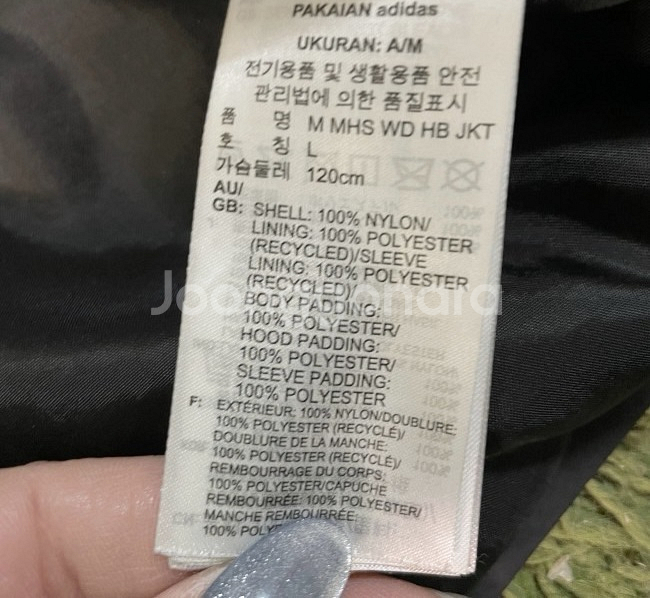 PAKAIAN adidas
UKURAN: A/M
전기용품 및 생활용품 안전
관리법에 의한 품질표시
품 명 M MHS WD HB JKT
호 칭 L
가슴둘레 120cm
AU/
GB: SHELL: 100% NYLON/
LINING: 100% POLYESTER
(RECYCLED)/SLEEVE
LINING: 100% POLYESTER
(RECYCLED)/
BODY PADDING:
100% POLYESTER/
HOOD PADDING:
100% POLYESTER/
SLEEVE PADDING:
100% POLYESTER
F: EXTÉRIEUR: 100% NYLON/DOUBLURE:
100% POLYESTER (RECYCLÉ)/
DOUBLURE DE LA MANCHE:
100% POLYESTER (RECYCLÉ)/
REMBOURRAGE DU CORPS:
100% POLYESTER/CAPUCHE
REMBOURRÉE: 100% POLYESTER/
MANCHE REMBOURRÉE:
100%